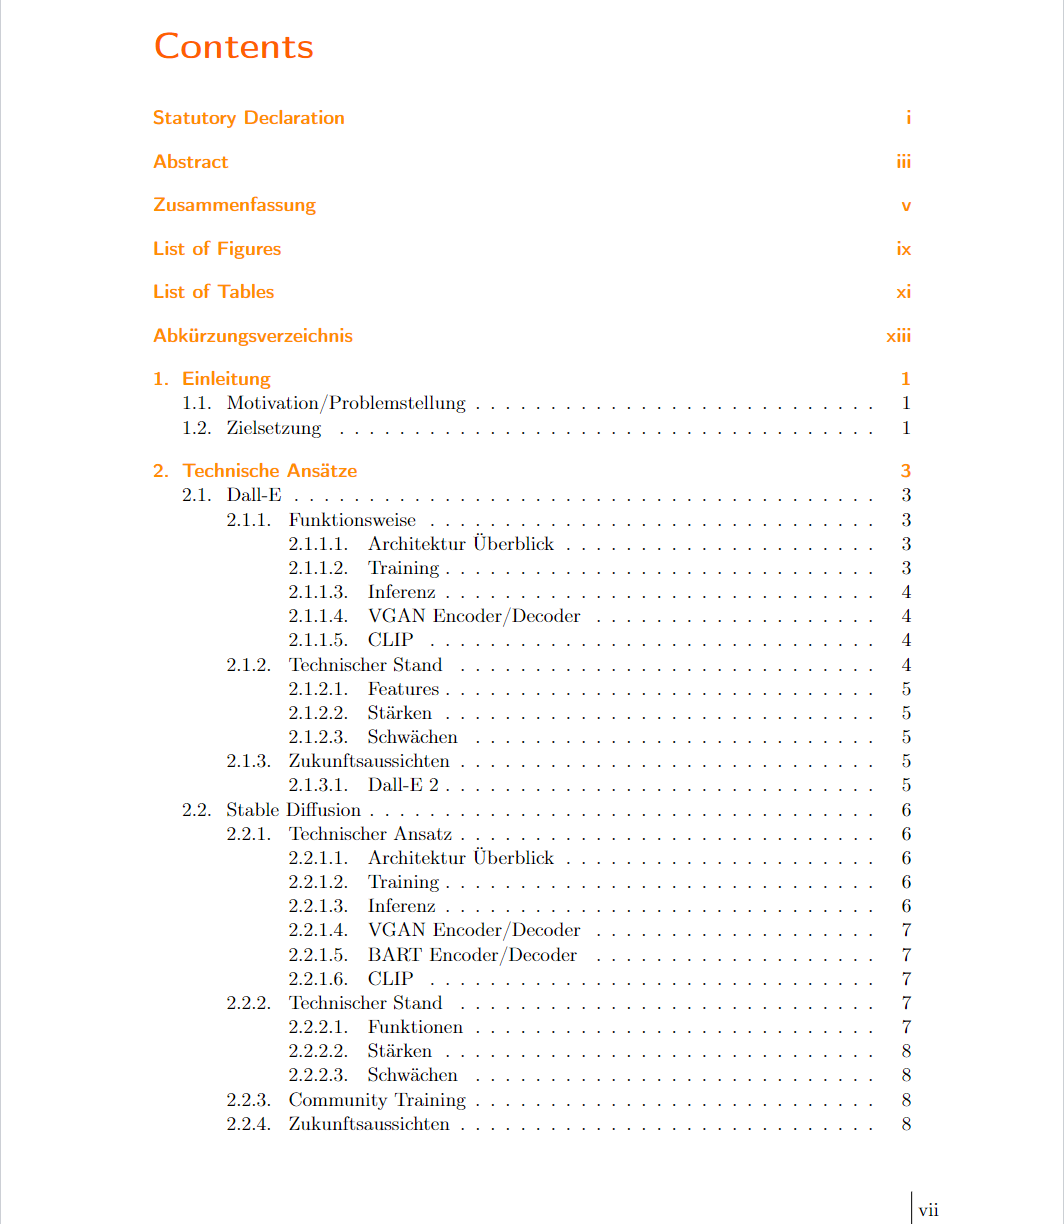 Contents
Statutory Declaration i
Abstract iii
Zusammenfassung v
List of Figures ix
List of Tables xi
Abkürzungsverzeichnis xiii
1. Einleitung 1
1.1. Motivation/Problemstellung . . . . . . . . . . . . . . . . . . . . . . . . . . . 1
1.2. Zielsetzung . . . . . . . . . . . . . . . . . . . . . . . . . . . . . . . . . . . . 1
2. Technische Ansätze 3
2.1. Dall-E . . . . . . . . . . . . . . . . . . . . . . . . . . . . . . . . . . . . . . . 3
2.1.1. Funktionsweise . . . . . . . . . . . . . . . . . . . . . . . . . . . . . . 3
2.1.1.1. Architektur Überblick . . . . . . . . . . . . . . . . . . . . . 3
2.1.1.2. Training . . . . . . . . . . . . . . . . . . . . . . . . . . . . . 3
2.1.1.3. Inferenz . . . . . . . . . . . . . . . . . . . . . . . . . . . . . 4
2.1.1.4. VGAN Encoder/Decoder . . . . . . . . . . . . . . . . . . . 4
2.1.1.5. CLIP . . . . . . . . . . . . . . . . . . . . . . . . . . . . . . 4
2.1.2. Technischer Stand . . . . . . . . . . . . . . . . . . . . . . . . . . . . 4
2.1.2.1. Features . . . . . . . . . . . . . . . . . . . . . . . . . . . . . 5
2.1.2.2. Stärken . . . . . . . . . . . . . . . . . . . . . . . . . . . . . 5
2.1.2.3. Schwächen . . . . . . . . . . . . . . . . . . . . . . . . . . . 5
2.1.3. Zukunftsaussichten . . . . . . . . . . . . . . . . . . . . . . . . . . . . 5
2.1.3.1. Dall-E 2 . . . . . . . . . . . . . . . . . . . . . . . . . . . . . 5
2.2. Stable Diffusion . . . . . . . . . . . . . . . . . . . . . . . . . . . . . . . . . . 6
2.2.1. Technischer Ansatz . . . . . . . . . . . . . . . . . . . . . . . . . . . . 6
2.2.1.1. Architektur Überblick . . . . . . . . . . . . . . . . . . . . . 6
2.2.1.2. Training . . . . . . . . . . . . . . . . . . . . . . . . . . . . . 6
2.2.1.3. Inferenz . . . . . . . . . . . . . . . . . . . . . . . . . . . . . 6
2.2.1.4. VGAN Encoder/Decoder . . . . . . . . . . . . . . . . . . . 7
2.2.1.5. BART Encoder/Decoder . . . . . . . . . . . . . . . . . . . 7
2.2.1.6. CLIP . . . . . . . . . . . . . . . . . . . . . . . . . . . . . . 7
2.2.2. Technischer Stand . . . . . . . . . . . . . . . . . . . . . . . . . . . . 7
2.2.2.1. Funktionen . . . . . . . . . . . . . . . . . . . . . . . . . . . 7
2.2.2.2. Stärken . . . . . . . . . . . . . . . . . . . . . . . . . . . . . 8
2.2.2.3. Schwächen . . . . . . . . . . . . . . . . . . . . . . . . . . . 8
2.2.3. Community Training . . . . . . . . . . . . . . . . . . . . . . . . . . . 8
2.2.4. Zukunftsaussichten . . . . . . . . . . . . . . . . . . . . . . . . . . . . 8
vii